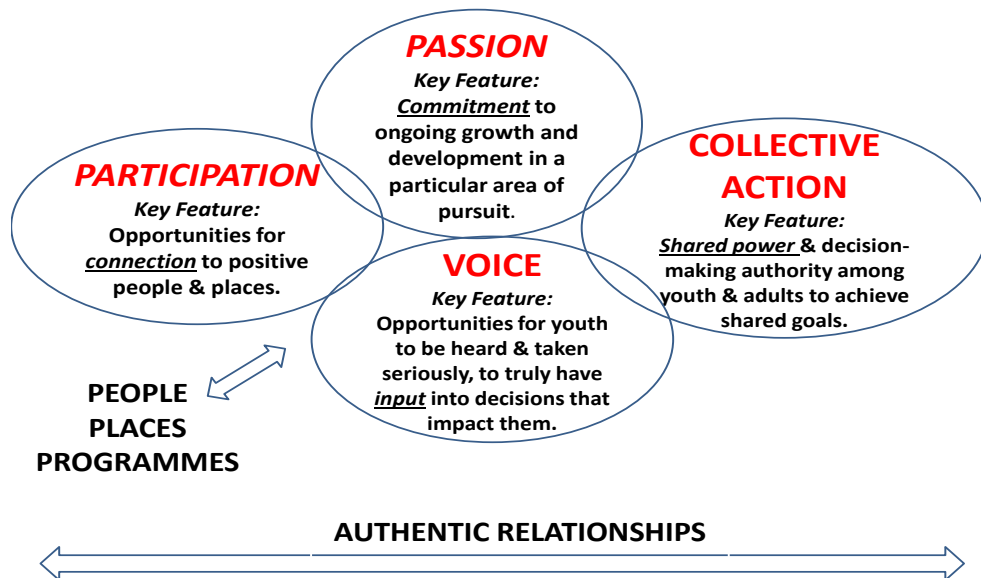 PASSION
Key Feature:
Commitment to
ongoing growth and
development in a
particular area of
pursuit.
PARTICIPATION
Key Feature:
Opportunities for
connection to positive
people & places.
COLLECTIVE
ACTION
Key Feature:
Shared power & decision-
making authority among
youth & adults to achieve
shared goals.
VOICE
Key Feature:
Opportunities for youth
to be heard & taken
seriously, to truly have
input into decisions that
impact them.
PEOPLE
PLACES
PROGRAMMES
AUTHENTIC RELATIONSHIPS